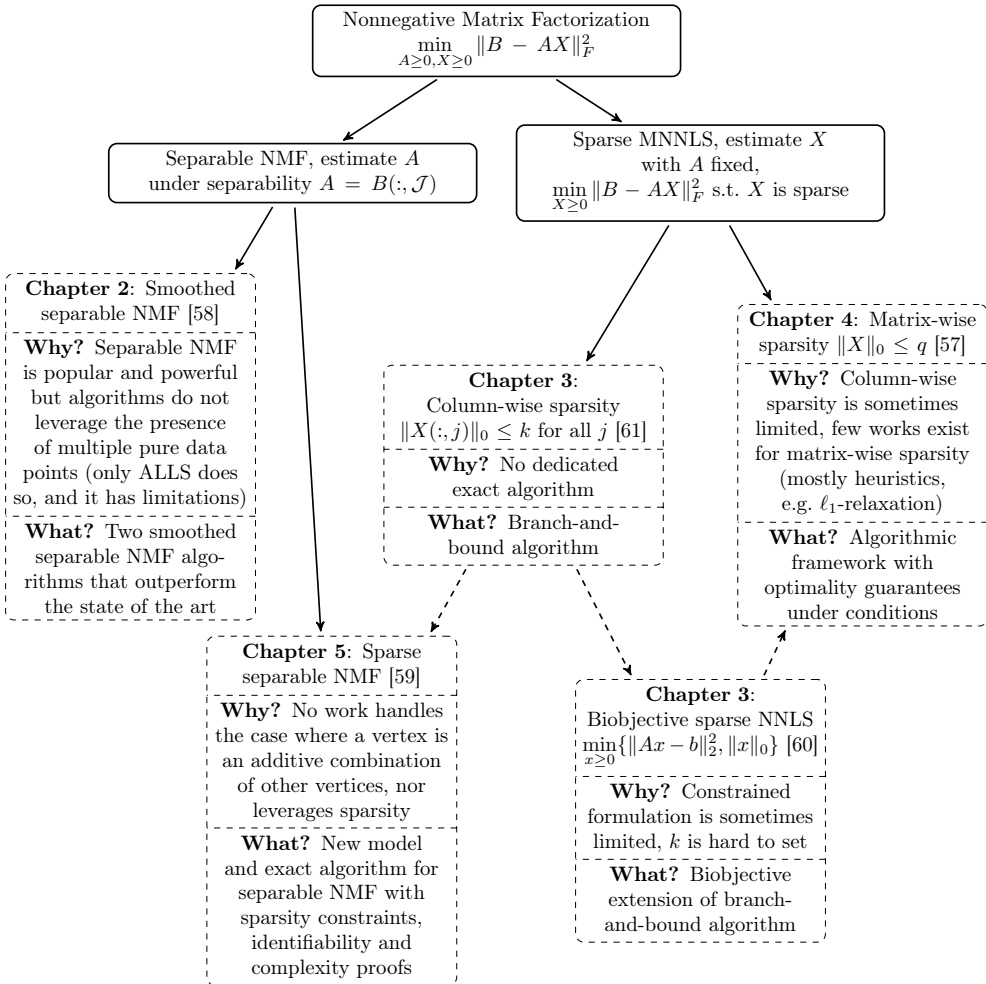 Nonnegative Matrix Factorization
min ‖B − AX‖²_F
A≥0,X≥0
Separable NMF, estimate A
under separability A = B(:, 𝒥)
Sparse MNNLS, estimate X
with A fixed,
min ‖B − AX‖²_F s.t. X is sparse
X≥0
Chapter 2: Smoothed
separable NMF [58]
Why? Separable NMF
is popular and powerful
but algorithms do not
leverage the presence
of multiple pure data
points (only ALLS does
so, and it has limitations)
What? Two smoothed
separable NMF algo-
rithms that outperform
the state of the art
Chapter 3:
Column-wise sparsity
‖X(:, j)‖₀ ≤ k for all j [61]
Why? No dedicated
exact algorithm
What? Branch-and-
bound algorithm
Chapter 4: Matrix-wise
sparsity ‖X‖₀ ≤ q [57]
Why? Column-wise
sparsity is sometimes
limited, few works exist
for matrix-wise sparsity
(mostly heuristics,
e.g. ℓ₁-relaxation)
What? Algorithmic
framework with
optimality guarantees
under conditions
Chapter 5: Sparse
separable NMF [59]
Why? No work handles
the case where a vertex is
an additive combination
of other vertices, nor
leverages sparsity
What? New model
and exact algorithm for
separable NMF with
sparsity constraints,
identifiability and
complexity proofs
Chapter 3:
Biobjective sparse NNLS
min{‖Ax − b‖²₂, ‖x‖₀} [60]
x≥0
Why? Constrained
formulation is sometimes
limited, k is hard to set
What? Biobjective
extension of branch-
and-bound algorithm